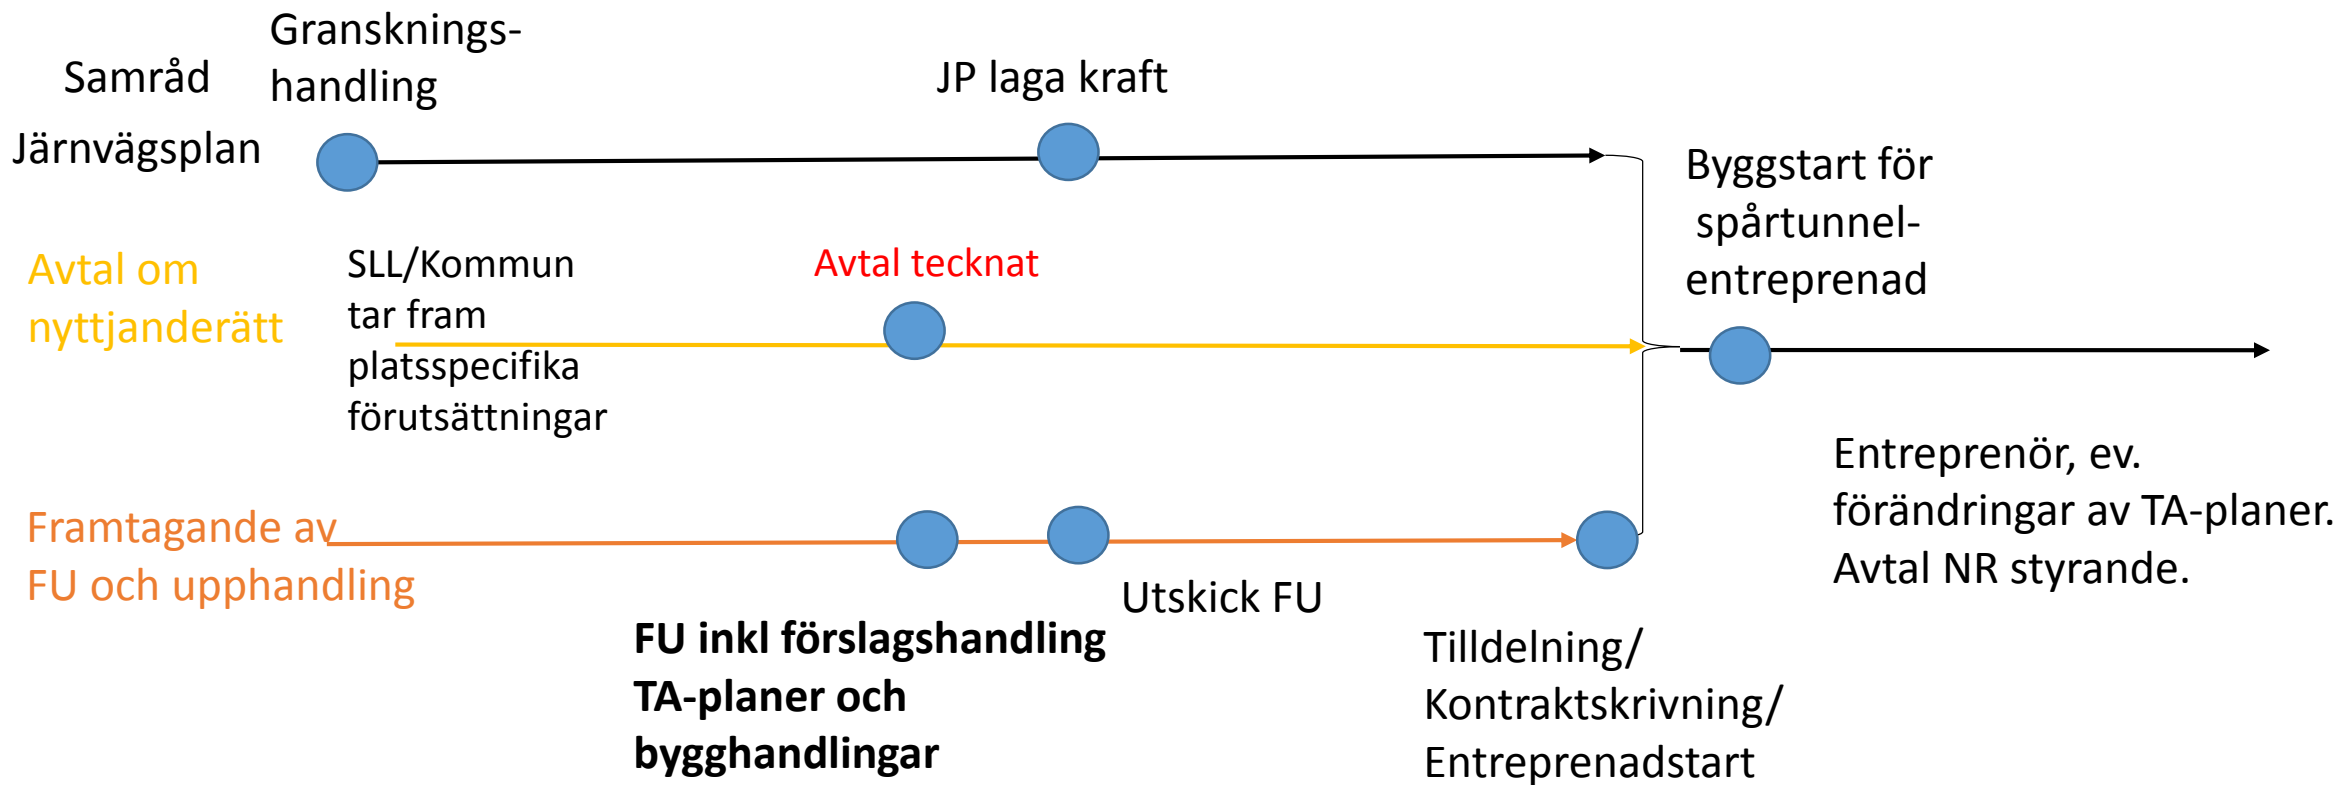 Samråd
Gransknings-
handling
JP laga kraft
Järnvägsplan
Byggstart för
spårtunnel-
entreprenad
Avtal om
nyttjanderätt
SLL/Kommun
tar fram
platsspecifika
förutsättningar
Avtal tecknat
Entreprenör, ev.
förändringar av TA-planer.
Avtal NR styrande.
Framtagande av
FU och upphandling
FU inkl förslagshandling
TA-planer och
bygghandlingar
Utskick FU
Tilldelning/
Kontraktskrivning/
Entreprenadstart